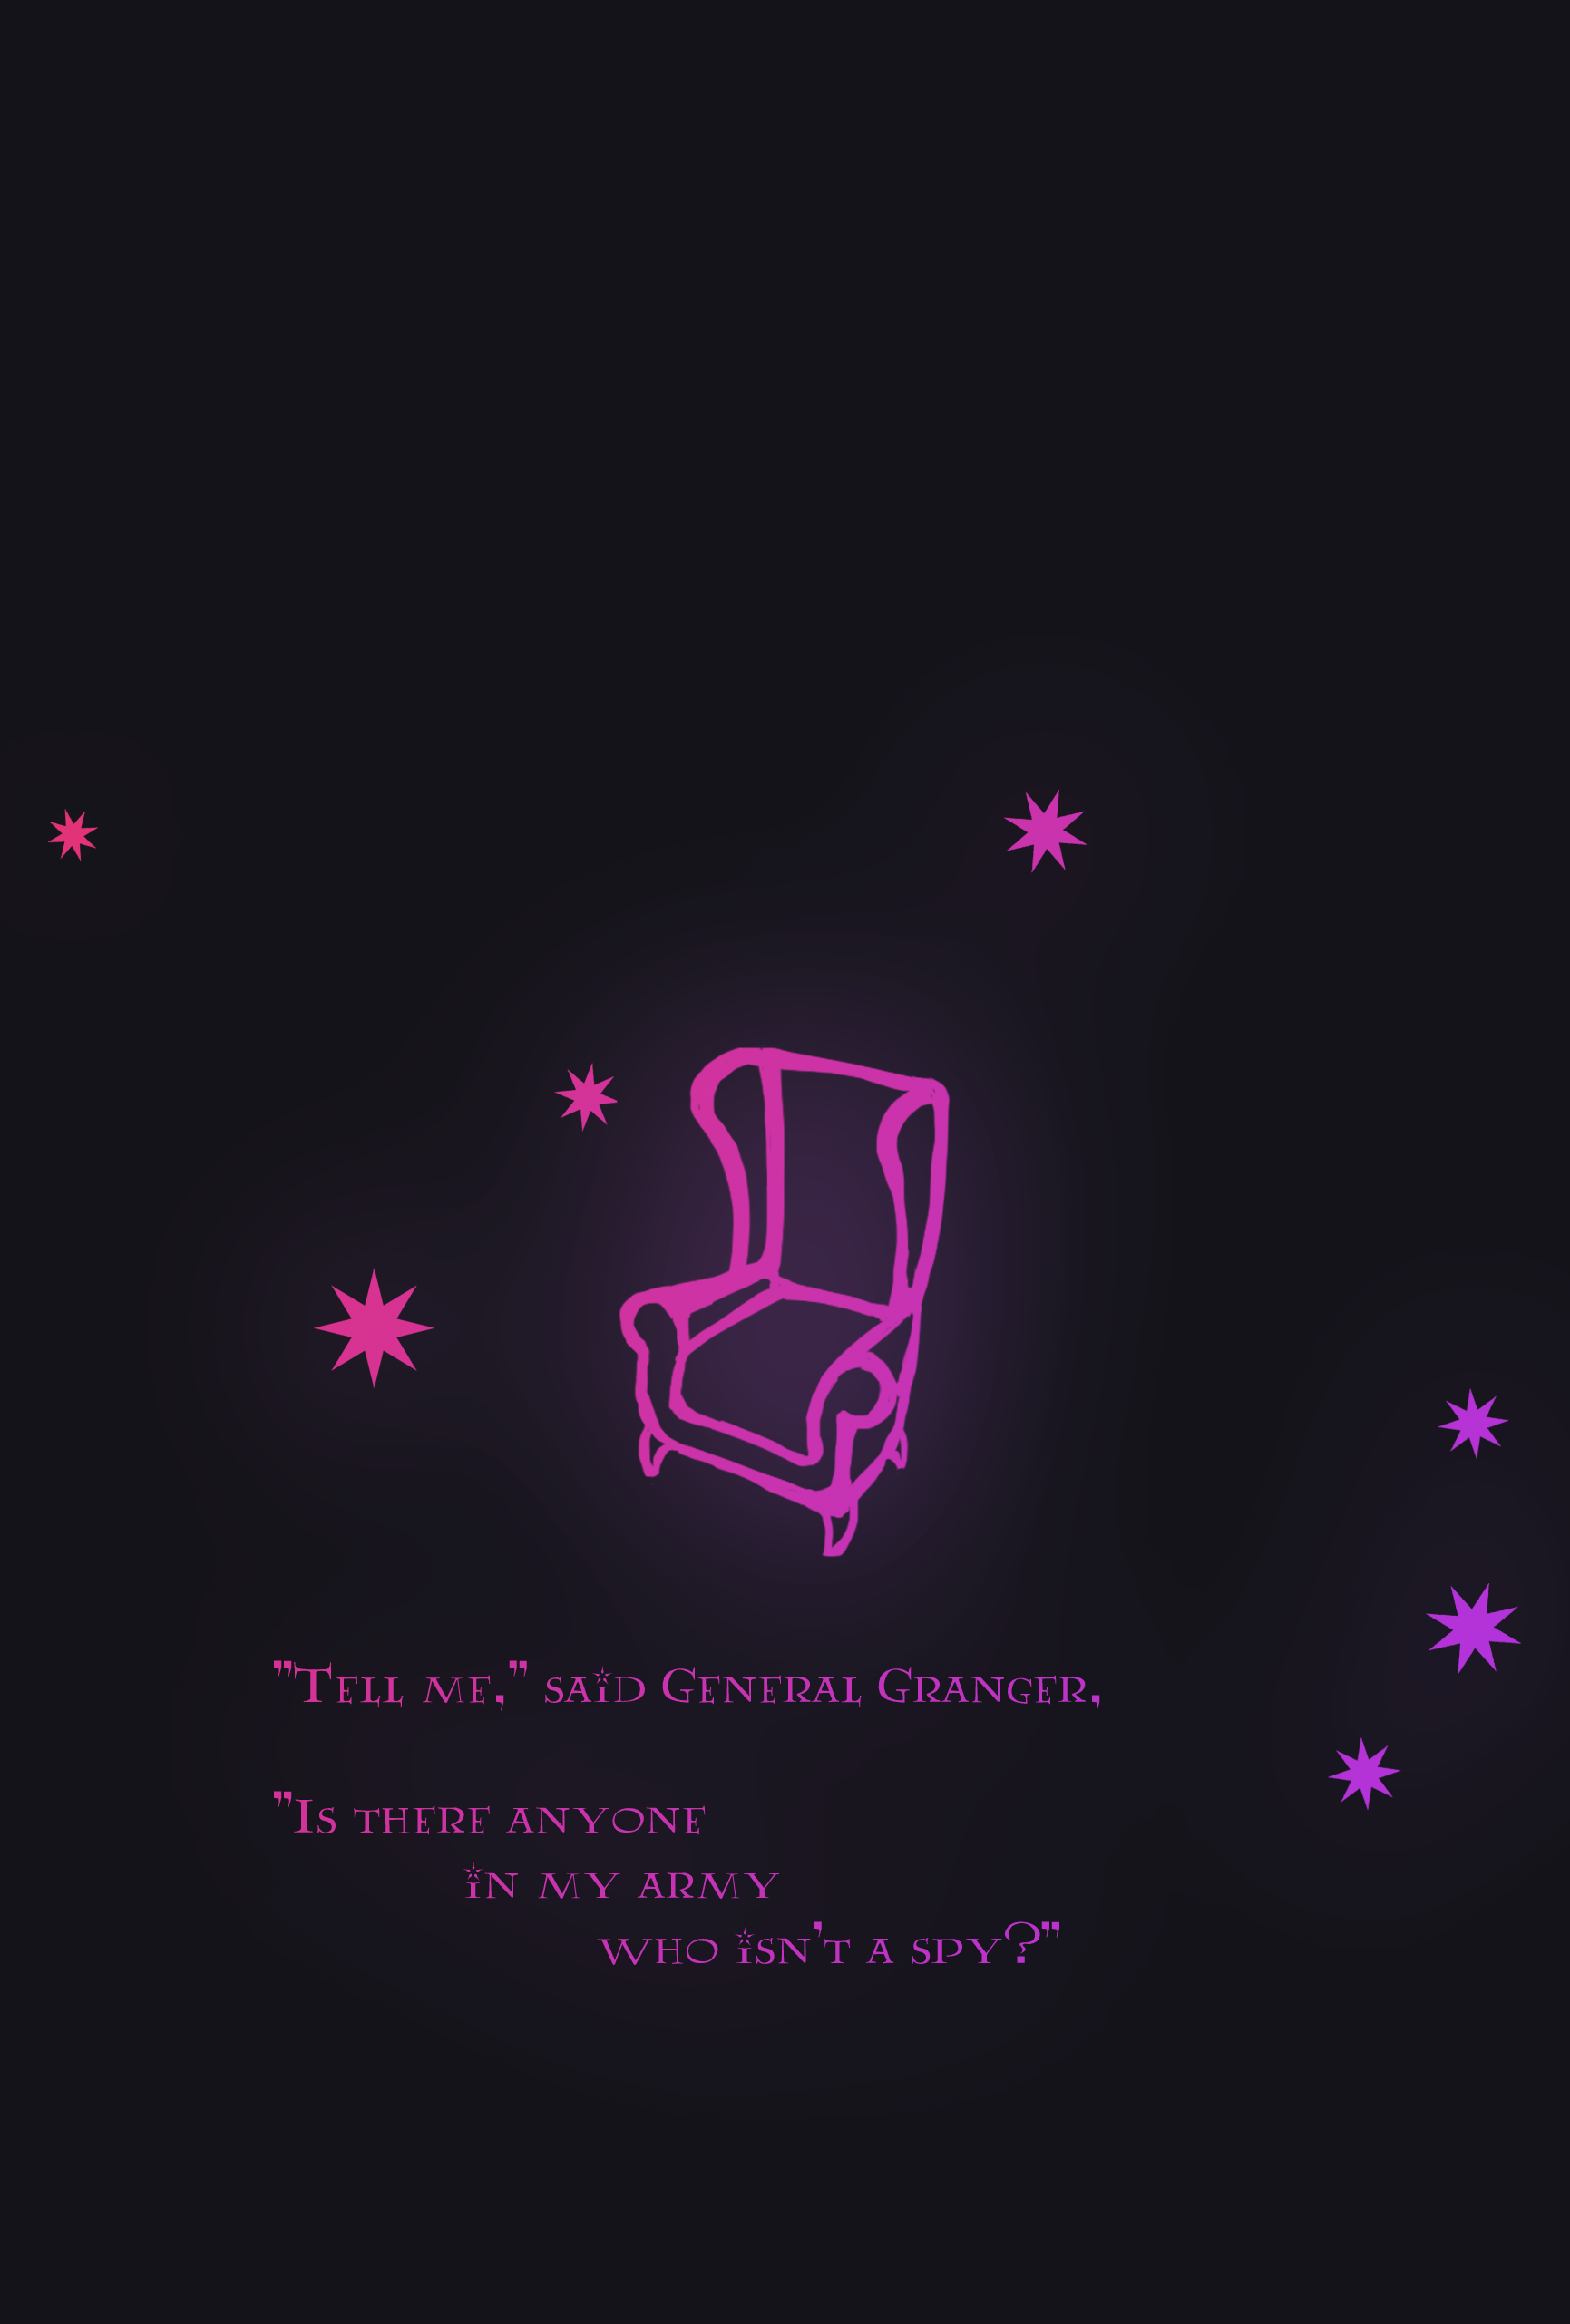 "Tell me," said General Granger,
"Is there anyone
in my army
who isn't a spy?"